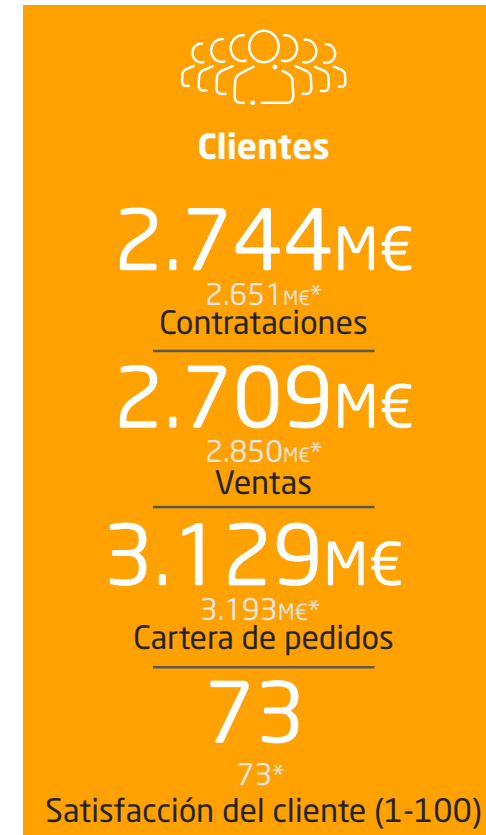 Clientes
2.744M€
2.651M€*
Contrataciones
2.709M€
2.850M€*
Ventas
3.129M€
3.193M€*
Cartera de pedidos
73
73*
Satisfacción del cliente (1-100)